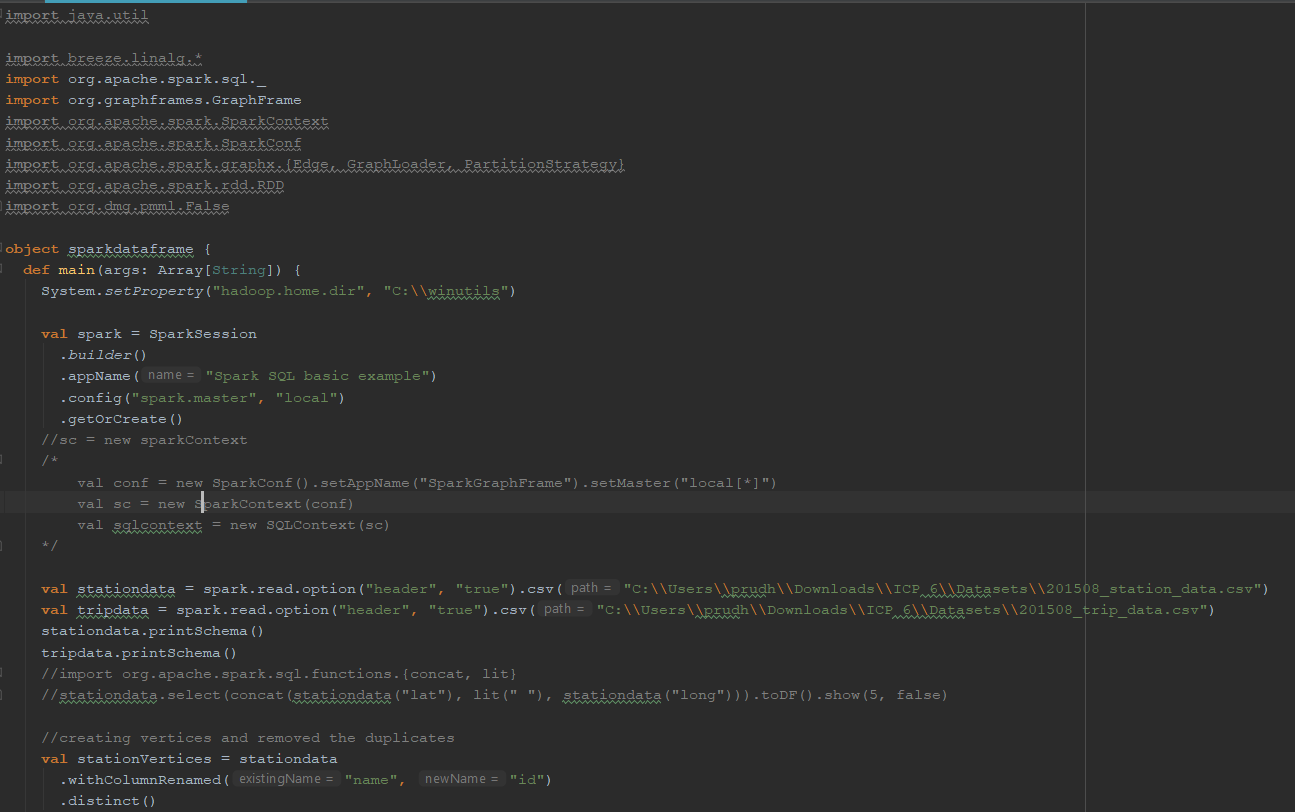 import java.util
import breeze.linalg.*
import org.apache.spark.sql._
import org.graphframes.GraphFrame
import org.apache.spark.SparkContext
import org.apache.spark.SparkConf
import org.apache.spark.graphx.{Edge, GraphLoader, PartitionStrategy}
import org.apache.spark.rdd.RDD
import org.dmg.pmml.False
object sparkdataframe {
def main(args: Array[String]) {
System.setProperty("hadoop.home.dir", "C:\\winutils")
val spark = SparkSession
.builder()
.appName( name = "Spark SQL basic example")
.config("spark.master", "local")
.getOrCreate()
//sc = new sparkContext
/*
val conf = new SparkConf().setAppName("SparkGraphFrame").setMaster("local[*]")
val sc = new SparkContext(conf)
val sqlcontext = new SQLContext(sc)
*/
val stationdata = spark.read.option("header", "true").csv( path = "C:\\Users\\prudh\\Downloads\\ICP_6\\Datasets\\201508_station_data.csv")
val tripdata = spark.read.option("header", "true").csv( path = "C:\\Users\\prudh\\Downloads\\ICP_6\\Datasets\\201508_trip_data.csv")
stationdata.printSchema()
tripdata.printSchema()
//import org.apache.spark.sql.functions.{concat, lit}
//stationdata.select(concat(stationdata("lat"), lit(" "), stationdata("long"))).toDF().show(5, false)
//creating vertices and removed the duplicates
val stationVertices = stationdata
.withColumnRenamed( existingName = "name", newName = "id")
.distinct()